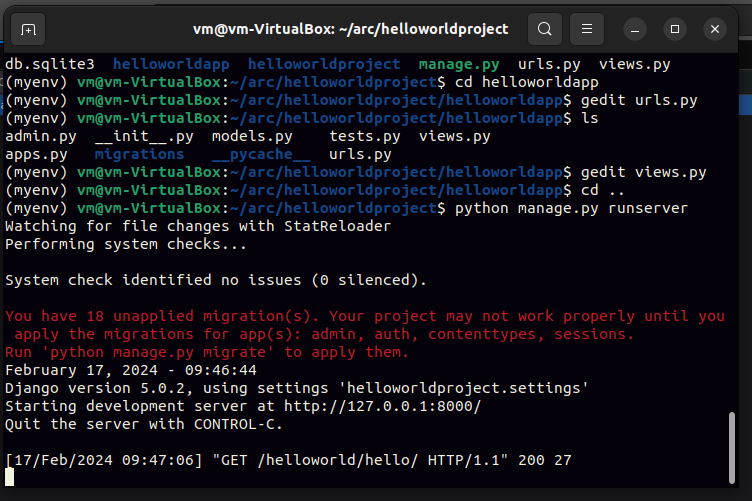 vm@vm-VirtualBox: ~/arc/helloworldproject
db.sqlite3  helloworldapp  helloworldproject  manage.py  urls.py  views.py
(myenv) vm@vm-VirtualBox:~/arc/helloworldproject$ cd helloworldapp
(myenv) vm@vm-VirtualBox:~/arc/helloworldproject/helloworldapp$ gedit urls.py
(myenv) vm@vm-VirtualBox:~/arc/helloworldproject/helloworldapp$ ls
admin.py  __init__.py  models.py    tests.py  views.py
apps.py   migrations   __pycache__  urls.py
(myenv) vm@vm-VirtualBox:~/arc/helloworldproject/helloworldapp$ gedit views.py
(myenv) vm@vm-VirtualBox:~/arc/helloworldproject/helloworldapp$ cd ..
(myenv) vm@vm-VirtualBox:~/arc/helloworldproject$ python manage.py runserver
Watching for file changes with StatReloader
Performing system checks...
System check identified no issues (0 silenced).
You have 18 unapplied migration(s). Your project may not work properly until you
 apply the migrations for app(s): admin, auth, contenttypes, sessions.
Run 'python manage.py migrate' to apply them.
February 17, 2024 - 09:46:44
Django version 5.0.2, using settings 'helloworldproject.settings'
Starting development server at http://127.0.0.1:8000/
Quit the server with CONTROL-C.
[17/Feb/2024 09:47:06] "GET /helloworld/hello/ HTTP/1.1" 200 27